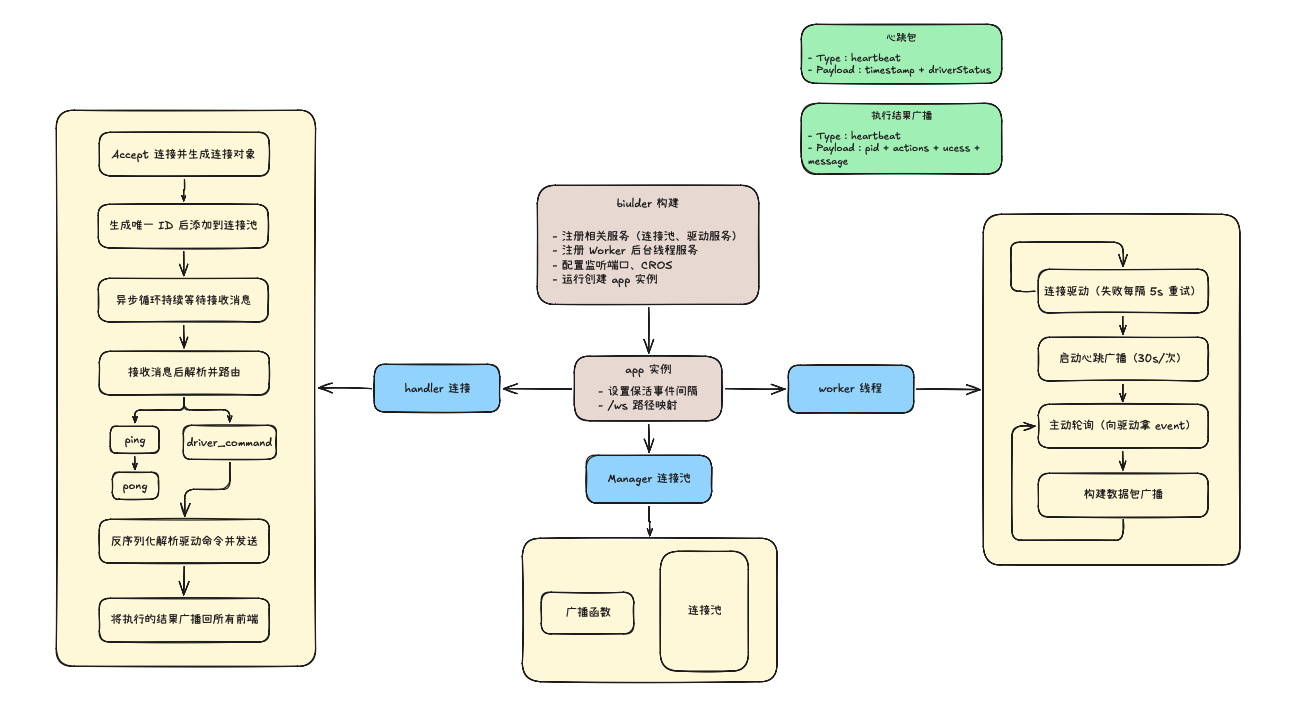 心跳包
- Type : heartbeat
- Payload : timestamp + driverStatus
执行结果广播
- Type : heartbeat
- Payload : pid + actions + ucess +
message
Accept 连接并生成连接对象
生成唯一 ID 后添加到连接池
异步循环持续等待接收消息
接收消息后解析并路由
ping
driver_command
pong
反序列化解析驱动命令并发送
将执行的结果广播回所有前端
handler 连接
biulder 构建
- 注册相关服务（连接池、驱动服务）
- 注册 Worker 后台线程服务
- 配置监听端口、CROS
- 运行创建 app 实例
app 实例
- 设置保活事件间隔
- /ws 路径映射
Manager 连接池
广播函数
连接池
worker 线程
连接驱动（失败每隔 5s 重试）
启动心跳广播（30s/次）
主动轮询（向驱动拿 event）
构建数据包广播